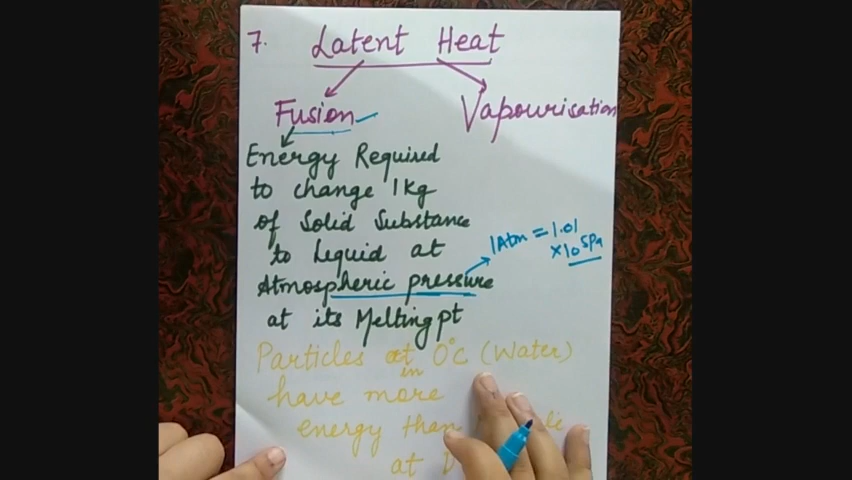 7. Latent Heat
Fusion Vapourisation
Energy Required
to change 1kg
of Solid Substance
to Liquid at
Atmospheric pressure
at its Melting pt
1Atm = 1.01
×10⁵Pa
Particles at 0°C (Water)
in
have more
energy than
at